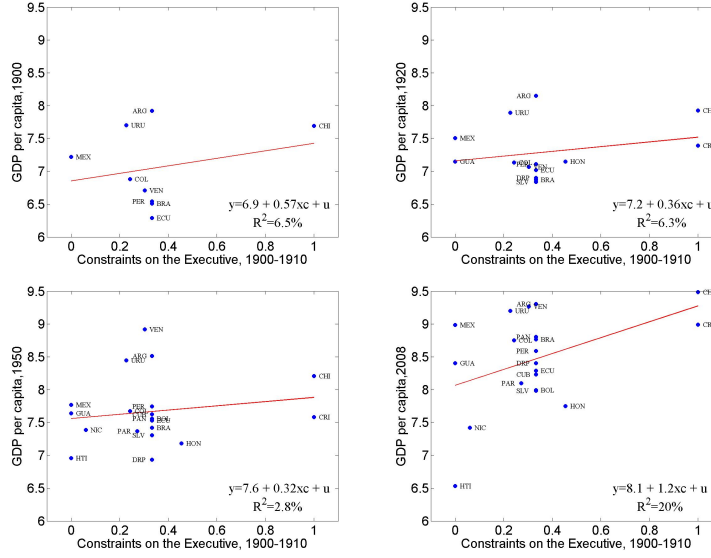 9.5
9
8.5
8
7.5
7
6.5
6
GDP per capita,1900
ARG
URU
CHI
MEX
COL
VEN
PER
BRA
ECU
y=6.9 + 0.57xc + u
R²=6.5%
0 0.2 0.4 0.6 0.8 1
Constraints on the Executive, 1900-1910
9.5
9
8.5
8
7.5
7
6.5
6
GDP per capita,1920
ARG
URU
CHI
MEX
CRI
GUA
COL
HON
PER
VEN
ECU
DRP
BRA
SLV
y=7.2 + 0.36xc + u
R²=6.3%
0 0.2 0.4 0.6 0.8 1
Constraints on the Executive, 1900-1910
9.5
9
8.5
8
7.5
7
6.5
6
GDP per capita,1950
VEN
ARG
URU
CHI
MEX
PER
GUA
COL
CUB
PAN
BOL
ECU
CRI
NIC
PAR
BRA
SLV
HON
HTI
DRP
y=7.6 + 0.32xc + u
R²=2.8%
0 0.2 0.4 0.6 0.8 1
Constraints on the Executive, 1900-1910
9.5
9
8.5
8
7.5
7
6.5
6
GDP per capita,2008
CH
ARG
VEN
URU
MEX
CR
PAN
COL
BRA
PER
GUA
DRP
ECU
CUB
PAR
SLV
BOL
HON
NIC
HTI
y=8.1 + 1.2xc + u
R²=20%
0 0.2 0.4 0.6 0.8 1
Constraints on the Executive, 1900-1910